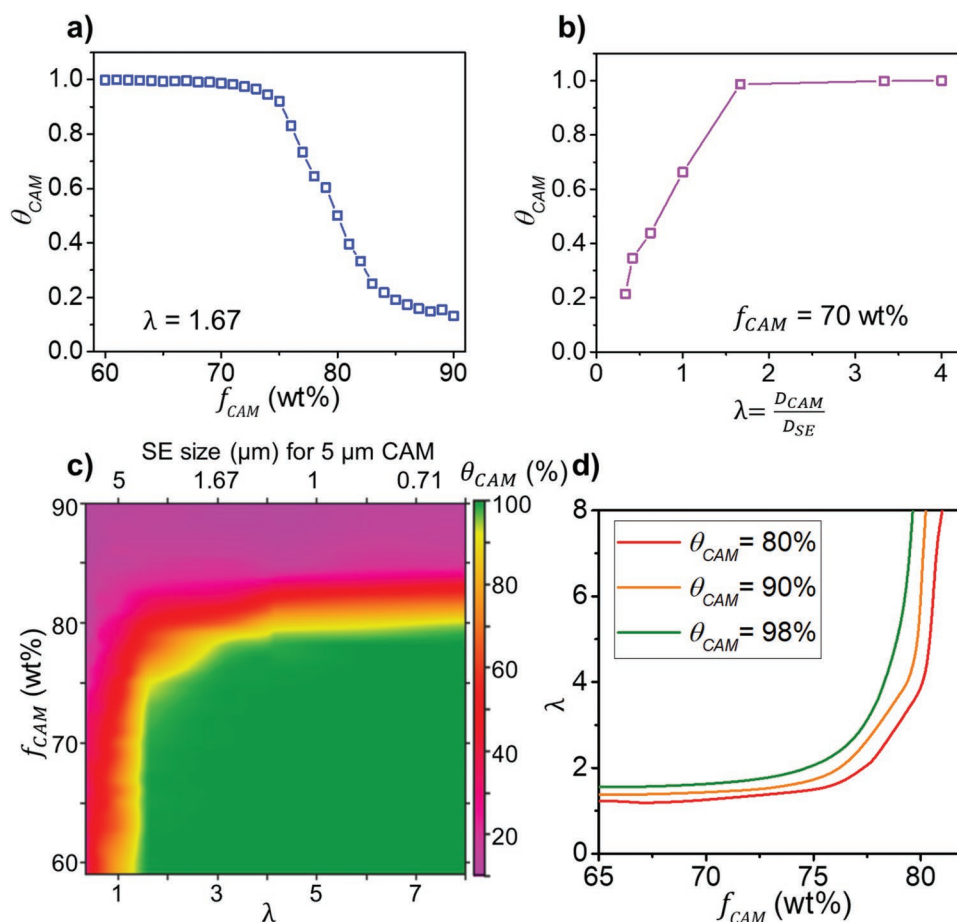 a)
1.0
0.8
0.6
0.4
0.2
0.0
θCAM
λ = 1.67
60 70 80 90
fCAM (wt%)
b)
1.0
0.8
0.6
0.4
0.2
0.0
θCAM
fCAM = 70 wt%
0 1 2 3 4
λ= DCAM
DSE
c)
SE size (µm) for 5 µm CAM
5 1.67 1 0.71
θCAM (%)
90
80
70
60
fCAM (wt%)
1 3 5 7
λ
100
80
60
40
20
d)
8
6
4
2
0
λ
θCAM= 80%
θCAM= 90%
θCAM= 98%
65 70 75 80
fCAM (wt%)